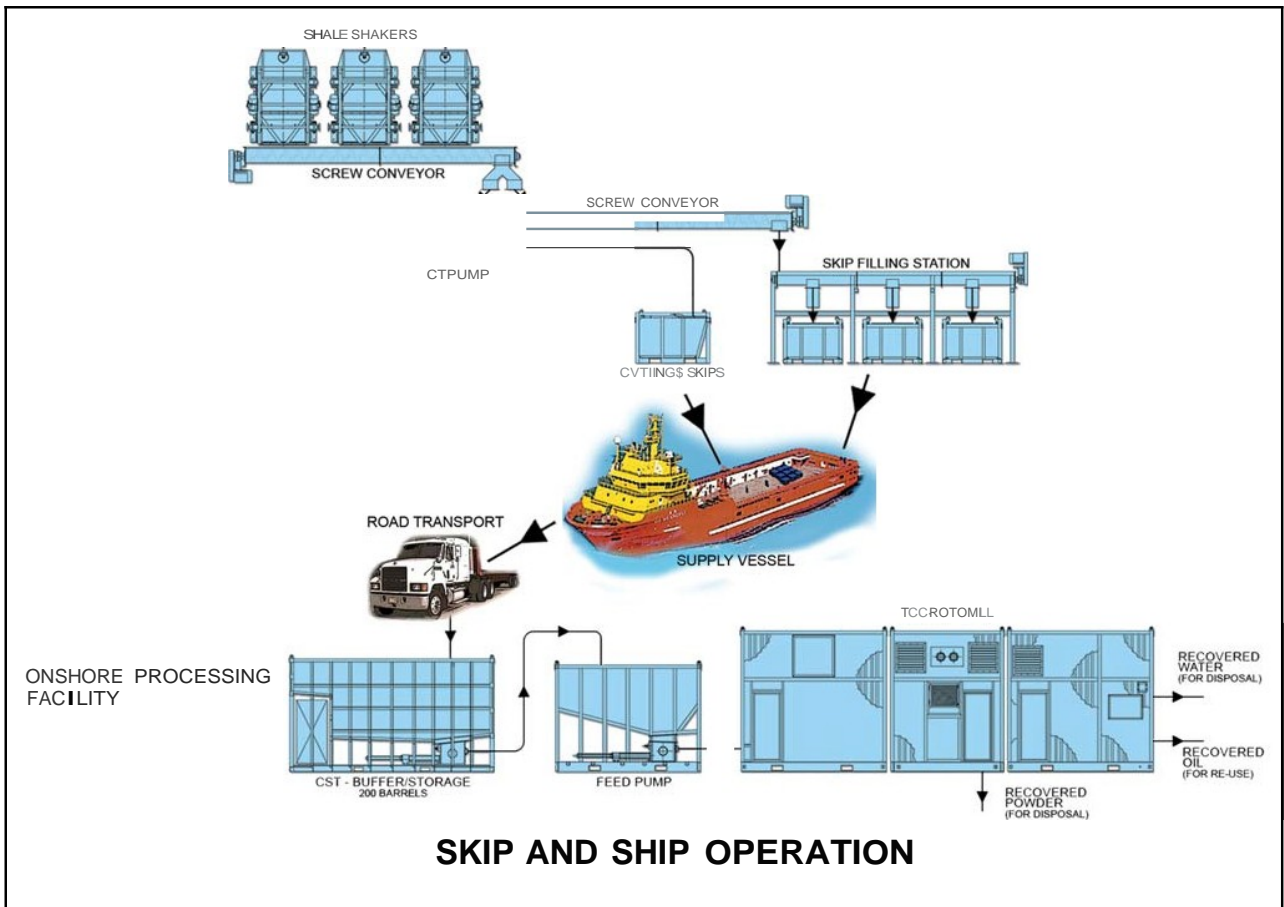 SHALE SHAKERS
SCREW CONVEYOR
SCREW CONVEYOR
SKIP FILLING STATION
CTPUMP
CVTIING$ SKIPS
ROAD TRANSPORT
SUPPLY VESSEL
TCCROTOMLL
ONSHORE PROCESSING
FACILITY
RECOVERED
WATER
(FOR DISPOSAL)
RECOVERED
OIL
(FOR RE-USE)
CST - BUFFER/STORAGE
200 BARRELS
FEED PUMP
RECOVERED
POWDER
(FOR DISPOSAL)
SKIP AND SHIP OPERATION